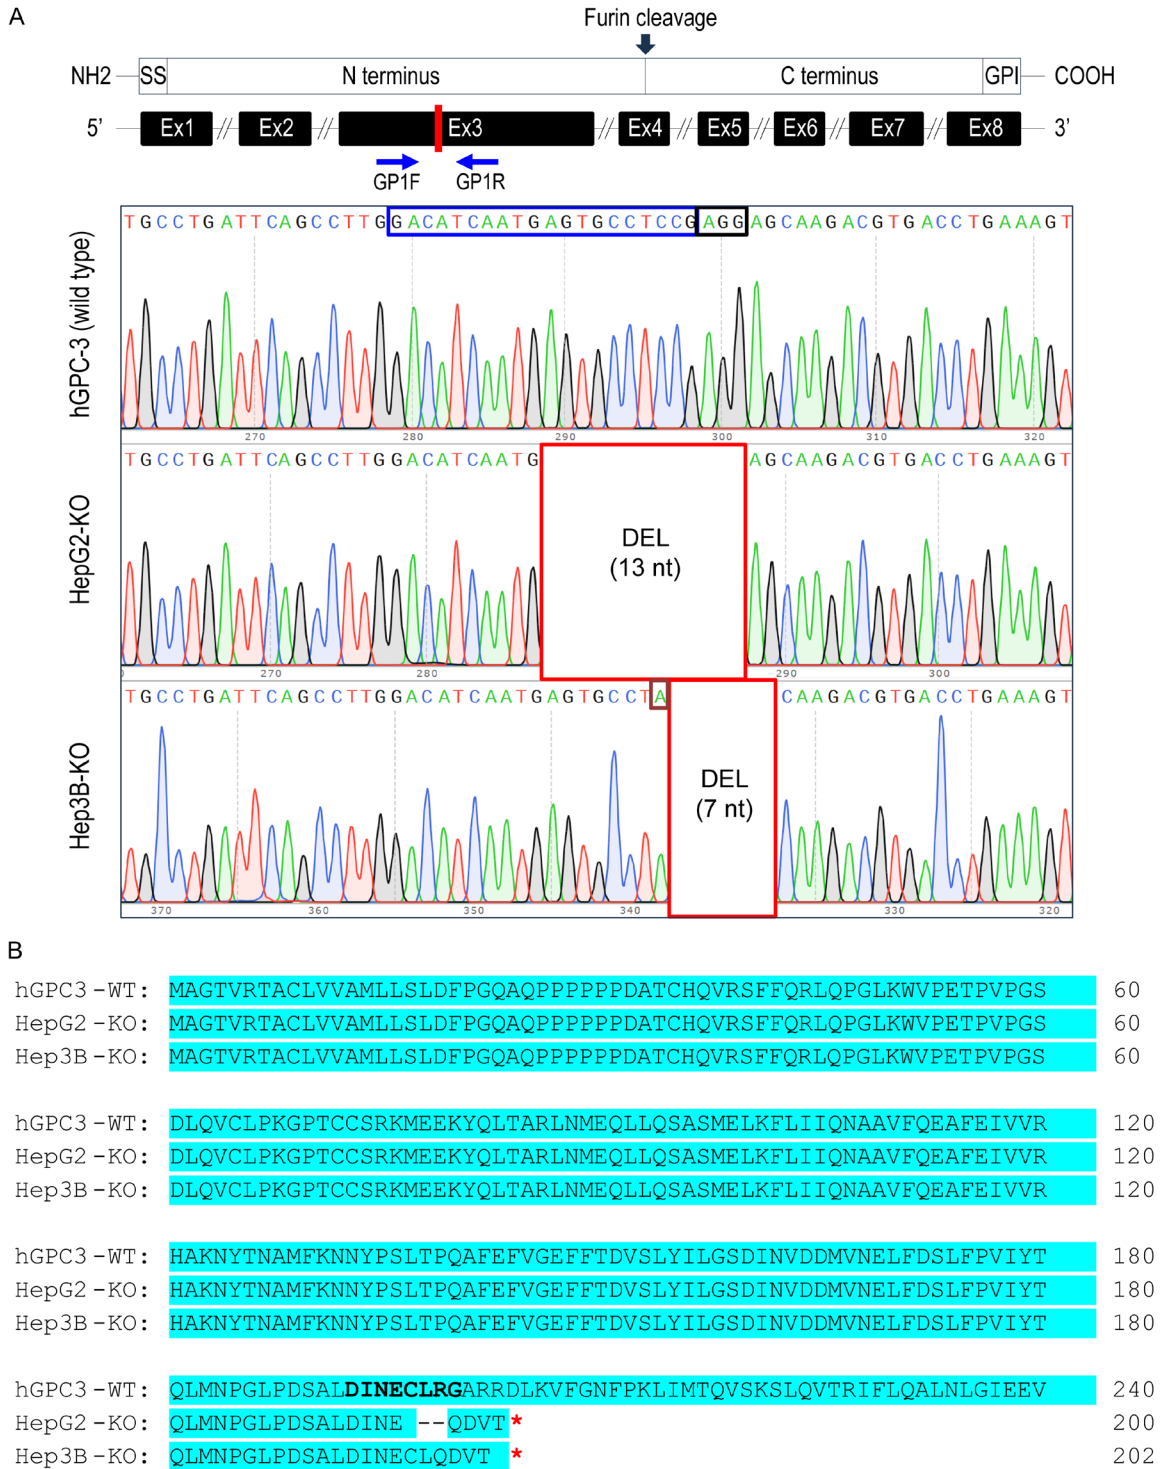 A
Furin cleavage
NH2 SS N terminus C terminus GPI COOH
5’ Ex1 // Ex2 // Ex3 // Ex4 // Ex5 // Ex6 // Ex7 // Ex8 3’
GP1F GP1R
hGPC-3 (wild type)
TGCCTGATTCAGCCTTGGACATCAATGAGTGCCTCCGAGGAGCAAGACGTGACCTGAAAGT
270 280 290 300 310 320
HepG2-KO
TGCCTGATTCAGCCTTGGACATCAATG AGCAAGACGTGACCTGAAAGT
DEL
(13 nt)
270 280 290 300
Hep3B-KO
TGCCTGATTCAGCCTTGGACATCAATGAGTGCCTA CAAGACGTGACCTGAAAGT
DEL
(7 nt)
370 360 350 340 330 320
B
hGPC3-WT: MAGTVRTACLVVAMLLSLDFPGQAQPPPPPPDATCHQVRSFFQRLQPGLKWVPETPVPGS 60
HepG2-KO: MAGTVRTACLVVAMLLSLDFPGQAQPPPPPPDATCHQVRSFFQRLQPGLKWVPETPVPGS 60
Hep3B-KO: MAGTVRTACLVVAMLLSLDFPGQAQPPPPPPDATCHQVRSFFQRLQPGLKWVPETPVPGS 60
hGPC3-WT: DLQVCLPKGPTCCSRKMEEKYQLTARLNMEQLLQSASMELKFLIIQNAAVFQEAFEIVVR 120
HepG2-KO: DLQVCLPKGPTCCSRKMEEKYQLTARLNMEQLLQSASMELKFLIIQNAAVFQEAFEIVVR 120
Hep3B-KO: DLQVCLPKGPTCCSRKMEEKYQLTARLNMEQLLQSASMELKFLIIQNAAVFQEAFEIVVR 120
hGPC3-WT: HAKNYTNAMFKNNYPSLTPQAFEFVGEFFTDVSLYILGSDINVDDMVNELFDSLFPVIYT 180
HepG2-KO: HAKNYTNAMFKNNYPSLTPQAFEFVGEFFTDVSLYILGSDINVDDMVNELFDSLFPVIYT 180
Hep3B-KO: HAKNYTNAMFKNNYPSLTPQAFEFVGEFFTDVSLYILGSDINVDDMVNELFDSLFPVIYT 180
hGPC3-WT: QLMNPGLPDSALDINECLRGARRDLKVFGNFPKLIMTQVSKSLQVTRIFLQALNLGIEEV 240
HepG2-KO: QLMNPGLPDSALDINE--QDVT* 200
Hep3B-KO: QLMNPGLPDSALDINECLQDVT* 202